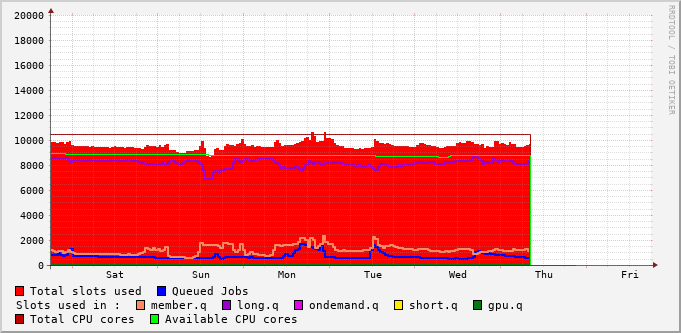 RRDTOOL / TOBI OETIKER
20000
18000
16000
14000
12000
10000
8000
6000
4000
2000
0
Sat Sun Mon Tue Wed Thu Fri
Total slots used Queued Jobs
Slots used in : member.q long.q ondemand.q short.q gpu.q
Total CPU cores Available CPU cores